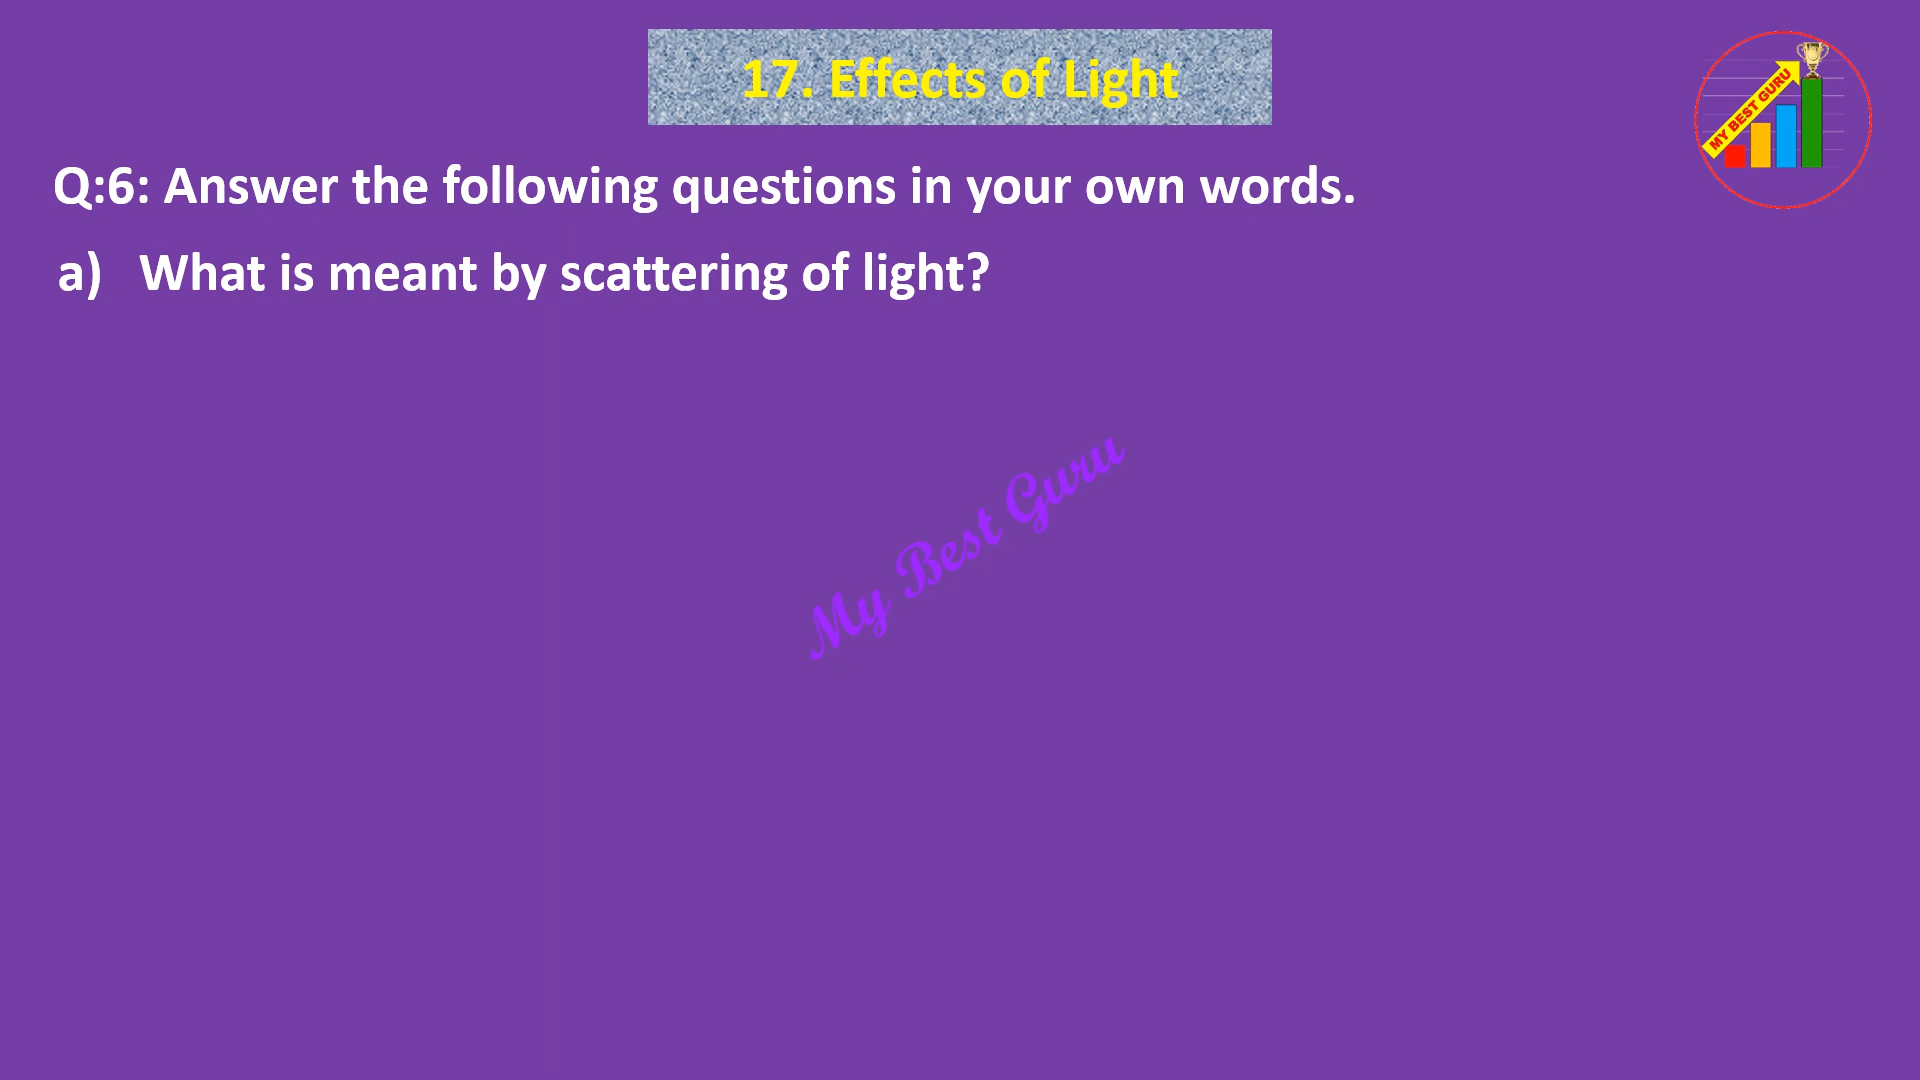 17. Effects of Light
MY BEST GURU
Q:6: Answer the following questions in your own words.
a) What is meant by scattering of light?
My Best Guru